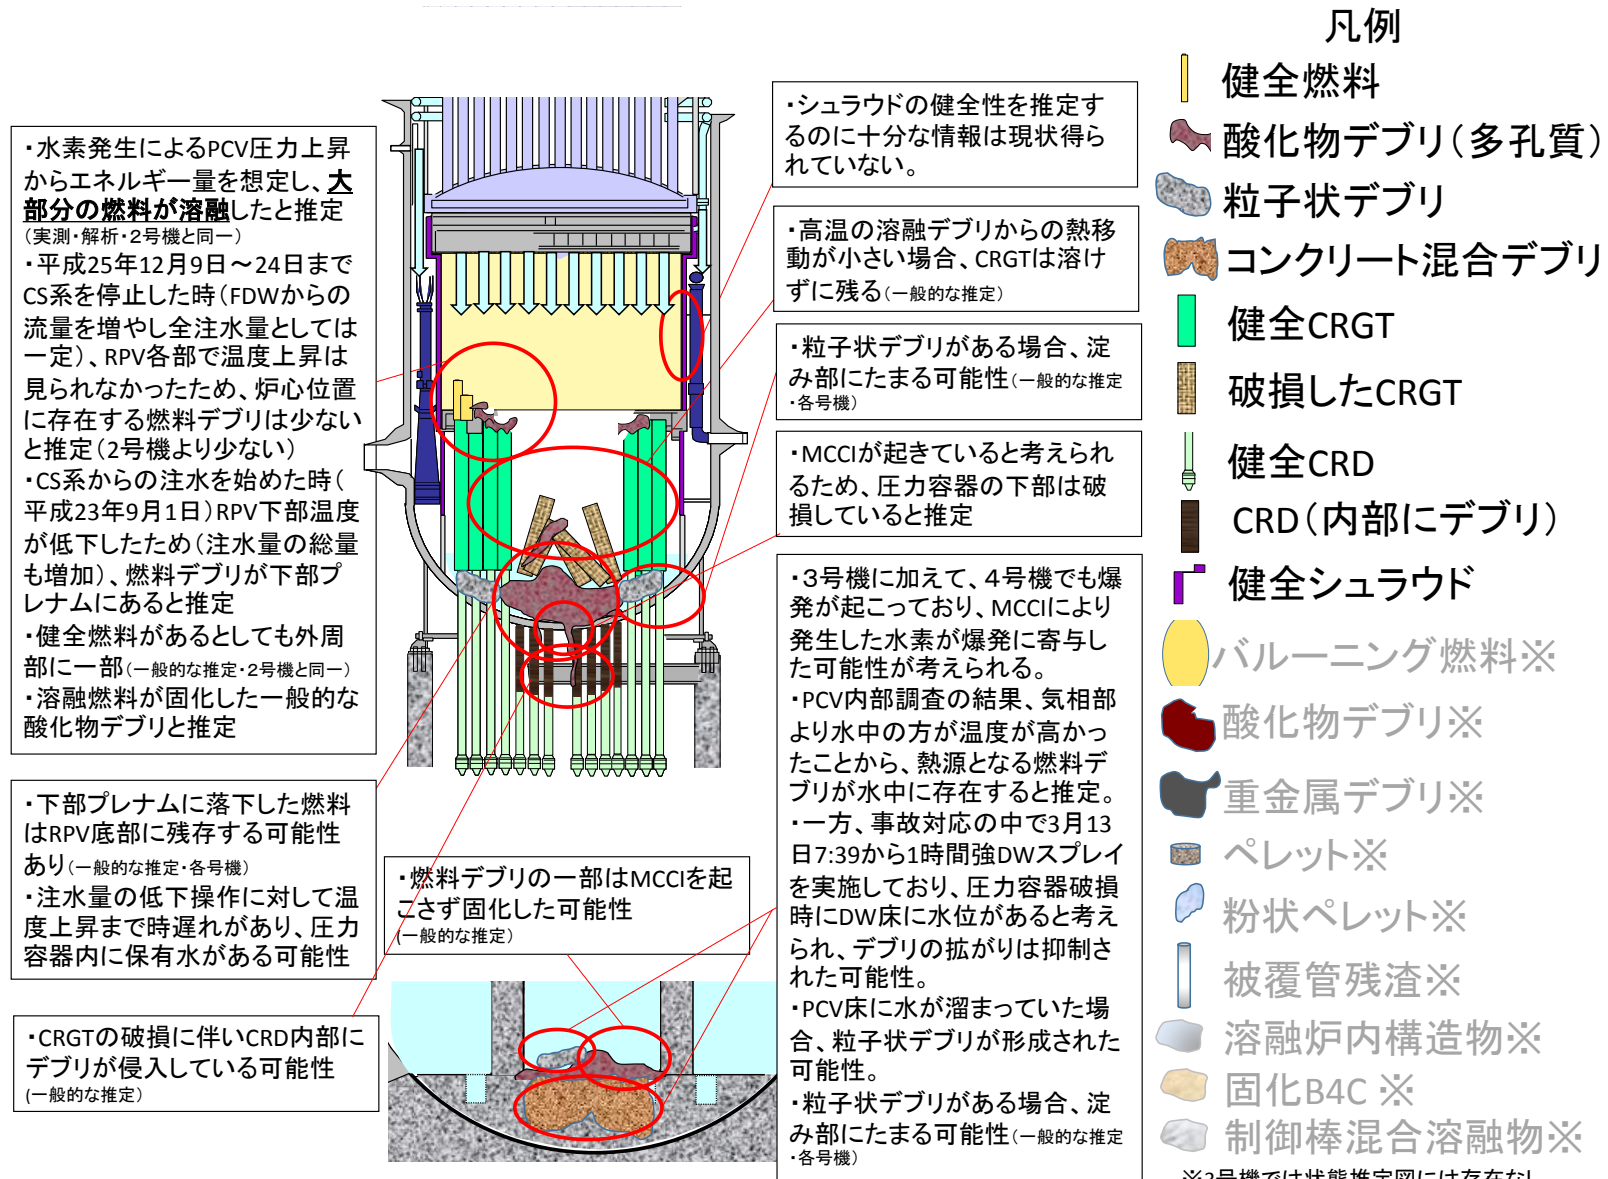 ・水素発生によるPCV圧力上昇
からエネルギー量を想定し、大
部分の燃料が溶融したと推定
（実測・解析・２号機と同一）
・平成25年12月9日～24日まで
CS系を停止した時（FDWからの
流量を増やし全注水量としては
一定）、RPV各部で温度上昇は
見られなかったため、炉心位置
に存在する燃料デブリは少ない
と推定（2号機より少ない）
・CS系からの注水を始めた時（
平成23年9月1日）RPV下部温度
が低下したため（注水量の総量
も増加）、燃料デブリが下部プ
レナムにあると推定
・健全燃料があるとしても外周
部に一部（一般的な推定・２号機と同一）
・溶融燃料が固化した一般的な
酸化物デブリと推定
・下部プレナムに落下した燃料
はRPV底部に残存する可能性
あり（一般的な推定・各号機）
・注水量の低下操作に対して温
度上昇まで時遅れがあり、圧力
容器内に保有水がある可能性
・CRGTの破損に伴いCRD内部に
デブリが侵入している可能性
（一般的な推定）
・燃料デブリの一部はMCCIを起
こさず固化した可能性
（一般的な推定）
・シュラウドの健全性を推定す
るのに十分な情報は現状得ら
れていない。
・高温の溶融デブリからの熱移
動が小さい場合、CRGTは溶け
ずに残る（一般的な推定）
・粒子状デブリがある場合、淀
み部にたまる可能性（一般的な推定
・各号機）
・MCCIが起きていると考えられ
るため、圧力容器の下部は破
損していると推定
・３号機に加えて、４号機でも爆
発が起こっており、MCCIにより
発生した水素が爆発に寄与し
た可能性が考えられる。
・PCV内部調査の結果、気相部
より水中の方が温度が高かっ
たことから、熱源となる燃料デ
ブリが水中に存在すると推定。
・一方、事故対応の中で3月13
日7:39から1時間強DWスプレイ
を実施しており、圧力容器破損
時にDW床に水位があると考え
られ、デブリの拡がりは抑制さ
れた可能性。
・PCV床に水が溜まっていた場
合、粒子状デブリが形成された
可能性。
・粒子状デブリがある場合、淀
み部にたまる可能性（一般的な推定
・各号機）
凡例
健全燃料
酸化物デブリ（多孔質）
粒子状デブリ
コンクリート混合デブリ
健全CRGT
破損したCRGT
健全CRD
CRD（内部にデブリ）
健全シュラウド
バルーニング燃料※
酸化物デブリ※
重金属デブリ※
ペレット※
粉状ペレット※
被覆管残渣※
溶融炉内構造物※
固化B4C ※
制御棒混合溶融物※
※3号機では状態推定図には存在なし